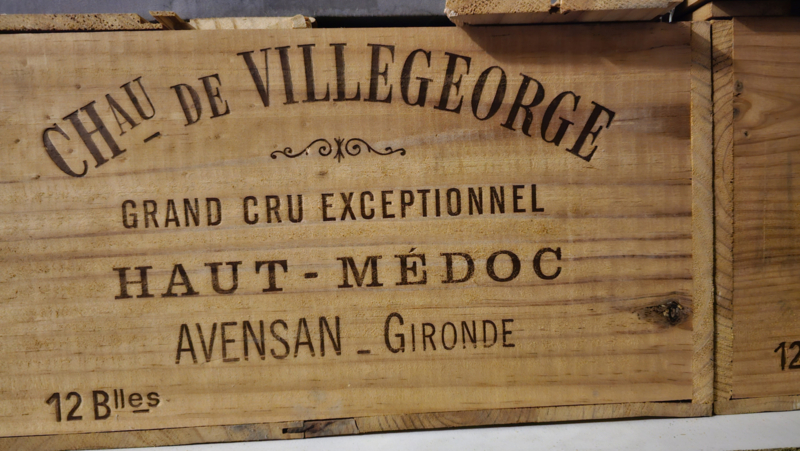 CHAU DE VILLEGEORGE
GRAND CRU EXCEPTIONNEL
HAUT-MÉDOC
AVENSAN - GIRONDE
12 Blles
12